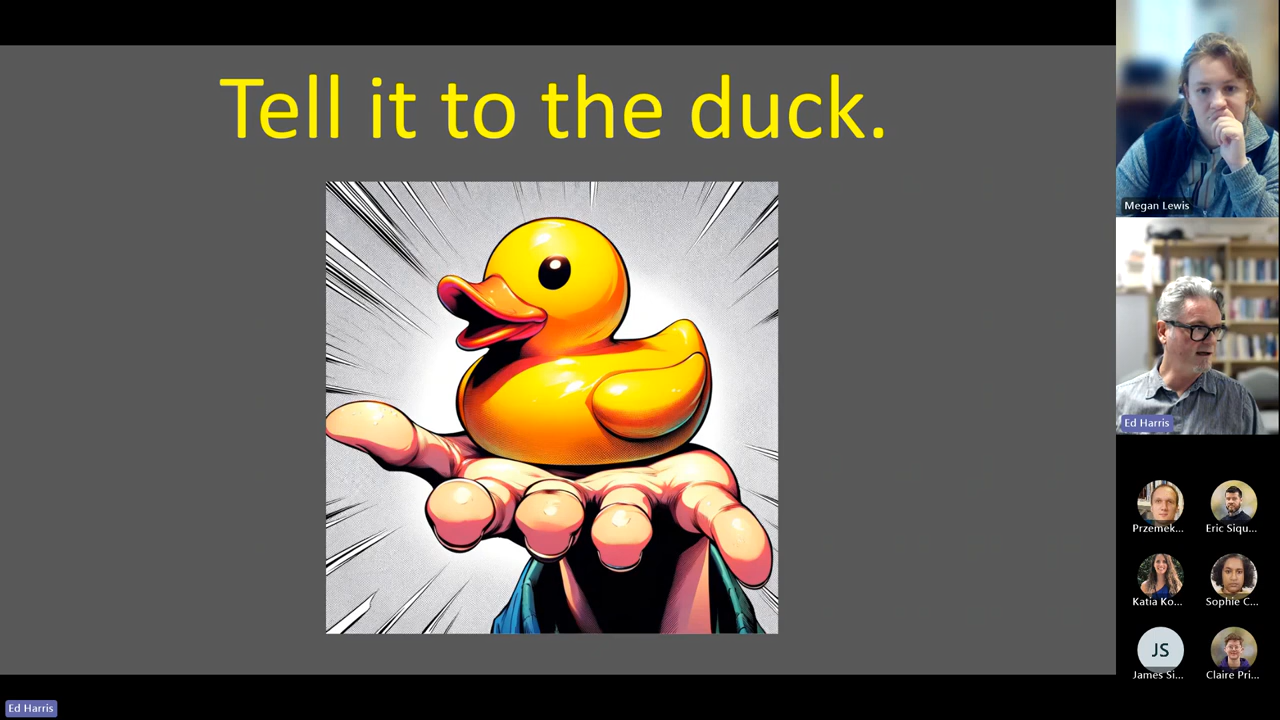 Tell it to the duck.
Megan Lewis
Ed Harris
Przemek...
Eric Siqu...
Katia Ko...
Sophie C...
JS
James Si...
Claire Pri...
Ed Harris